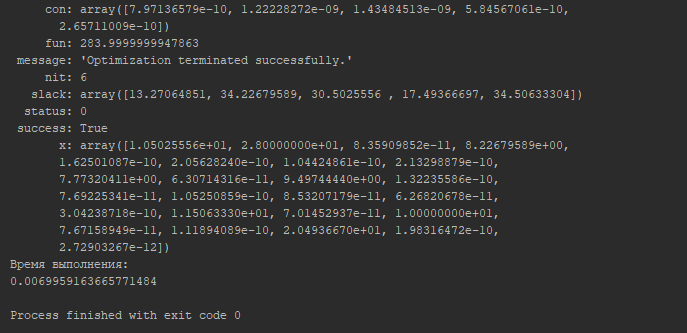 con: array([7.97136579e-10, 1.22228272e-09, 1.43484513e-09, 5.84567061e-10,
2.65711009e-10])
fun: 283.9999999947863
message: 'Optimization terminated successfully.'
nit: 6
slack: array([13.27064851, 34.22679589, 30.5025556 , 17.49366697, 34.50633304])
status: 0
success: True
x: array([1.05025556e+01, 2.80000000e+01, 8.35909852e-11, 8.22679589e+00,
1.62501087e-10, 2.05628240e-10, 1.04424861e-10, 2.13298879e-10,
7.77320411e+00, 6.30714316e-11, 9.49744440e+00, 1.32235586e-10,
7.69225341e-11, 1.05250859e-10, 8.53207179e-11, 6.26820678e-11,
3.04238718e-10, 1.15063330e+01, 7.01452937e-11, 1.00000000e+01,
7.67158949e-11, 1.11894089e-10, 2.04936670e+01, 1.98316472e-10,
2.72903267e-12])
Время выполнения:
0.0069959163665771484
Process finished with exit code 0